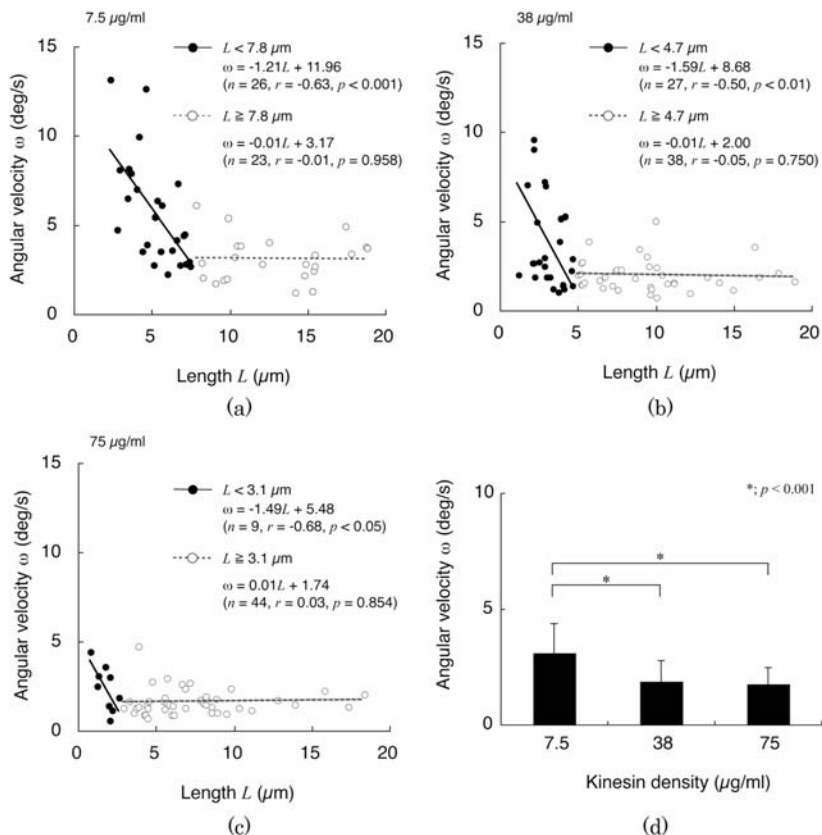 7.5 µg/ml
15
10
5
0
Angular velocity ω (deg/s)
L < 7.8 µm
ω = -1.21L + 11.96
(n = 26, r = -0.63, p < 0.001)
L ≧ 7.8 µm
ω = -0.01L + 3.17
(n = 23, r = -0.01, p = 0.958)
0 5 10 15 20
Length L (µm)
(a)
38 µg/ml
15
10
5
0
Angular velocity ω (deg/s)
L < 4.7 µm
ω = -1.59L + 8.68
(n = 27, r = -0.50, p < 0.01)
L ≧ 4.7 µm
ω = -0.01L + 2.00
(n = 38, r = -0.05, p = 0.750)
0 5 10 15 20
Length L (µm)
(b)
75 µg/ml
15
10
5
0
Angular velocity ω (deg/s)
L < 3.1 µm
ω = -1.49L + 5.48
(n = 9, r = -0.68, p < 0.05)
L ≧ 3.1 µm
ω = 0.01L + 1.74
(n = 44, r = 0.03, p = 0.854)
0 5 10 15 20
Length L (µm)
(c)
10
5
0
Angular velocity ω (deg/s)
*; p < 0.001
*
*
7.5 38 75
Kinesin density (µg/ml)
(d)